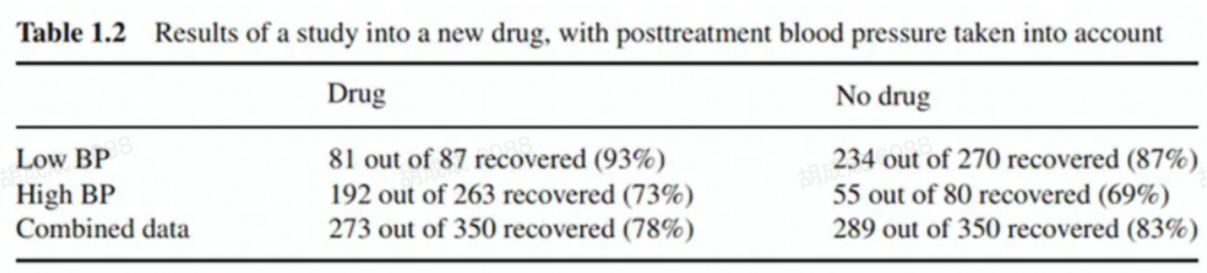 Table 1.2 Results of a study into a new drug, with posttreatment blood pressure taken into account
Drug No drug
Low BP 81 out of 87 recovered (93%) 234 out of 270 recovered (87%)
High BP 192 out of 263 recovered (73%) 55 out of 80 recovered (69%)
Combined data 273 out of 350 recovered (78%) 289 out of 350 recovered (83%)